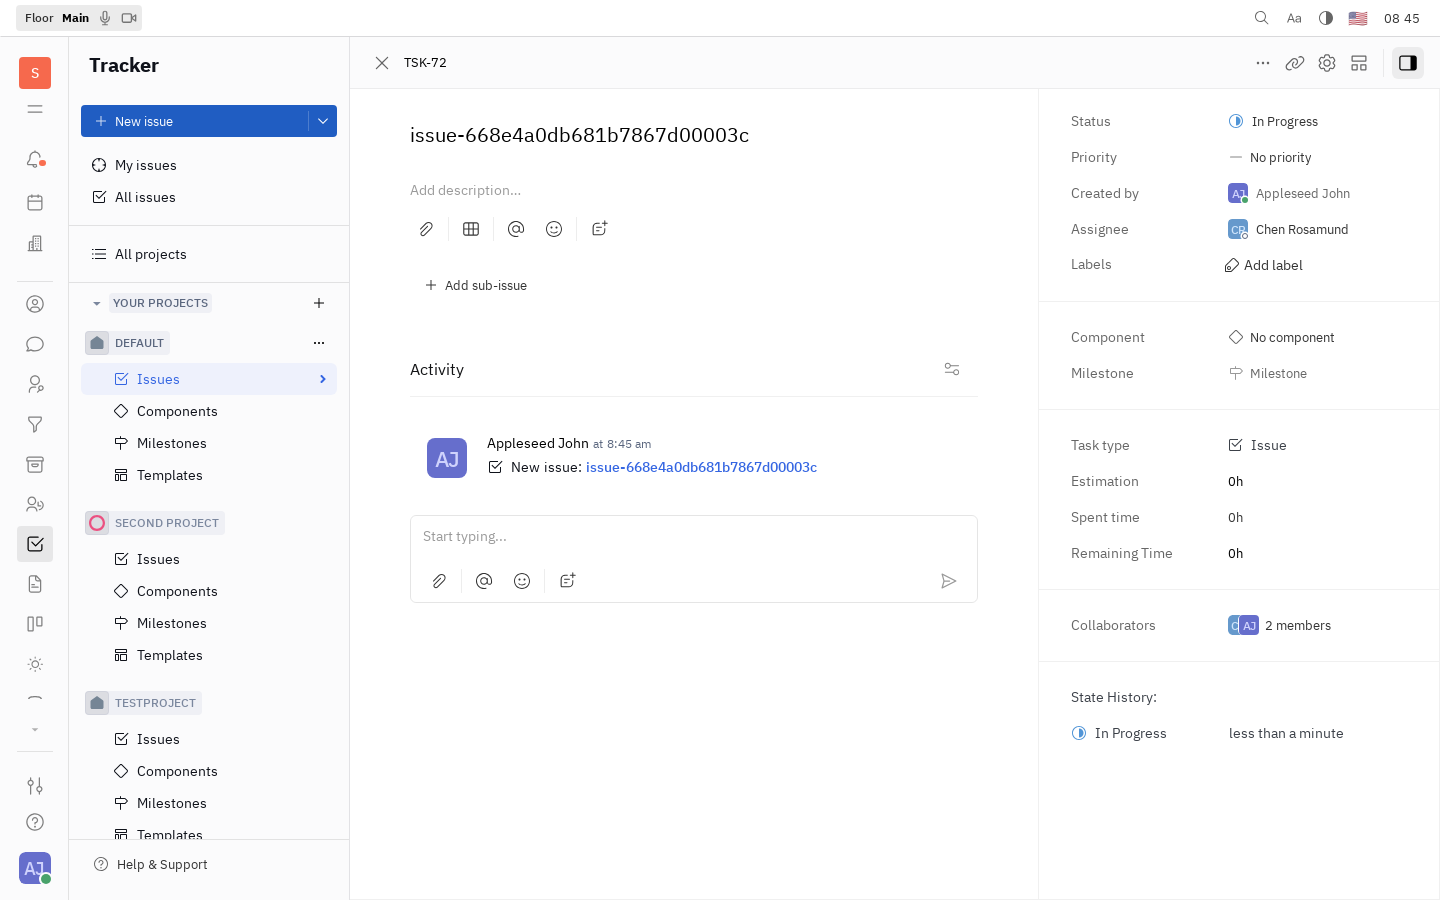 Floor Main
Aa
08 45
S
Tracker
New issue
My issues
All issues
All projects
YOUR PROJECTS
DEFAULT
Issues
Components
Milestones
Templates
SECOND PROJECT
Issues
Components
Milestones
Templates
TESTPROJECT
Issues
Components
Milestones
Templates
Help & Support
AJ
TSK-72
issue-668e4a0db681b7867d00003c
Add description...
Add sub-issue
Activity
AJ
Appleseed John at 8:45 am
New issue: issue-668e4a0db681b7867d00003c
Start typing...
Status In Progress
Priority No priority
Created by AJ Appleseed John
Assignee CR Chen Rosamund
Labels Add label
Component No component
Milestone Milestone
Task type Issue
Estimation 0h
Spent time 0h
Remaining Time 0h
Collaborators C AJ 2 members
State History:
In Progress less than a minute